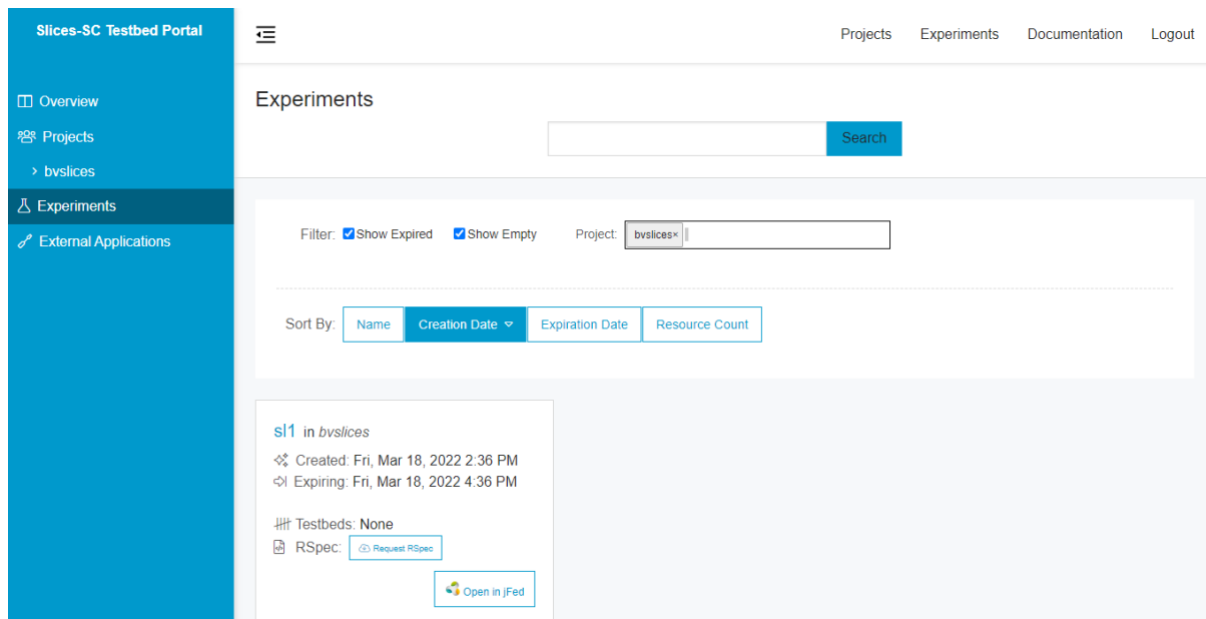 Slices-SC Testbed Portal
Projects Experiments Documentation Logout
Overview
Projects
bvslices
Experiments
External Applications
Experiments
Search
Filter: Show Expired Show Empty Project: bvslices×
Sort By: Name Creation Date Expiration Date Resource Count
sl1 in bvslices
Created: Fri, Mar 18, 2022 2:36 PM
Expiring: Fri, Mar 18, 2022 4:36 PM
Testbeds: None
RSpec: Request RSpec
Open in jFed